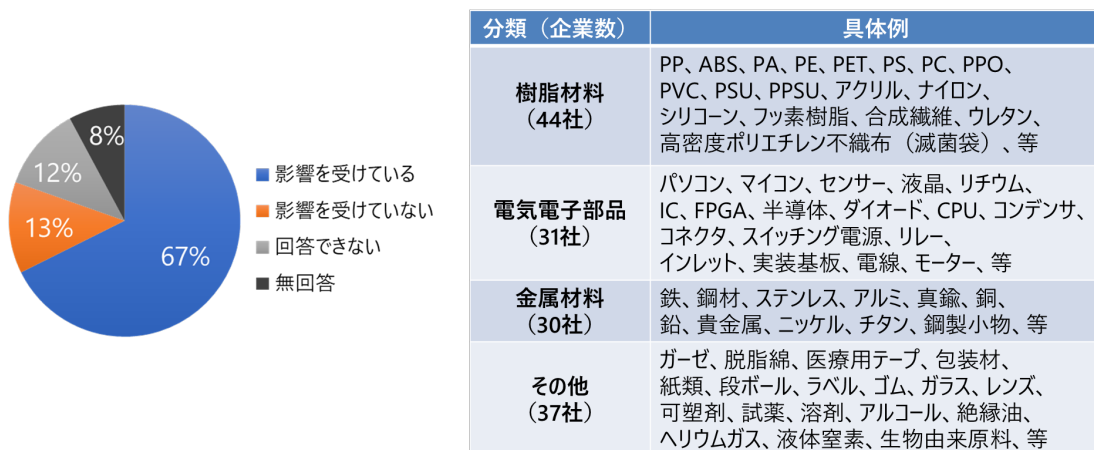 8%
12%
13%
67%
影響を受けている
影響を受けていない
回答できない
無回答
分類（企業数） 具体例
樹脂材料
（44社）
PP、ABS、PA、PE、PET、PS、PC、PPO、
PVC、PSU、PPSU、アクリル、ナイロン、
シリコーン、フッ素樹脂、合成繊維、ウレタン、
高密度ポリエチレン不織布（滅菌袋）、等
電気電子部品
（31社）
パソコン、マイコン、センサー、液晶、リチウム、
IC、FPGA、半導体、ダイオード、CPU、コンデンサ、
コネクタ、スイッチング電源、リレー、
インレット、実装基板、電線、モーター、等
金属材料
（30社）
鉄、鋼材、ステンレス、アルミ、真鍮、銅、
鉛、貴金属、ニッケル、チタン、鋼製小物、等
その他
（37社）
ガーゼ、脱脂綿、医療用テープ、包装材、
紙類、段ボール、ラベル、ゴム、ガラス、レンズ、
可塑剤、試薬、溶剤、アルコール、絶縁油、
ヘリウムガス、液体窒素、生物由来原料、等